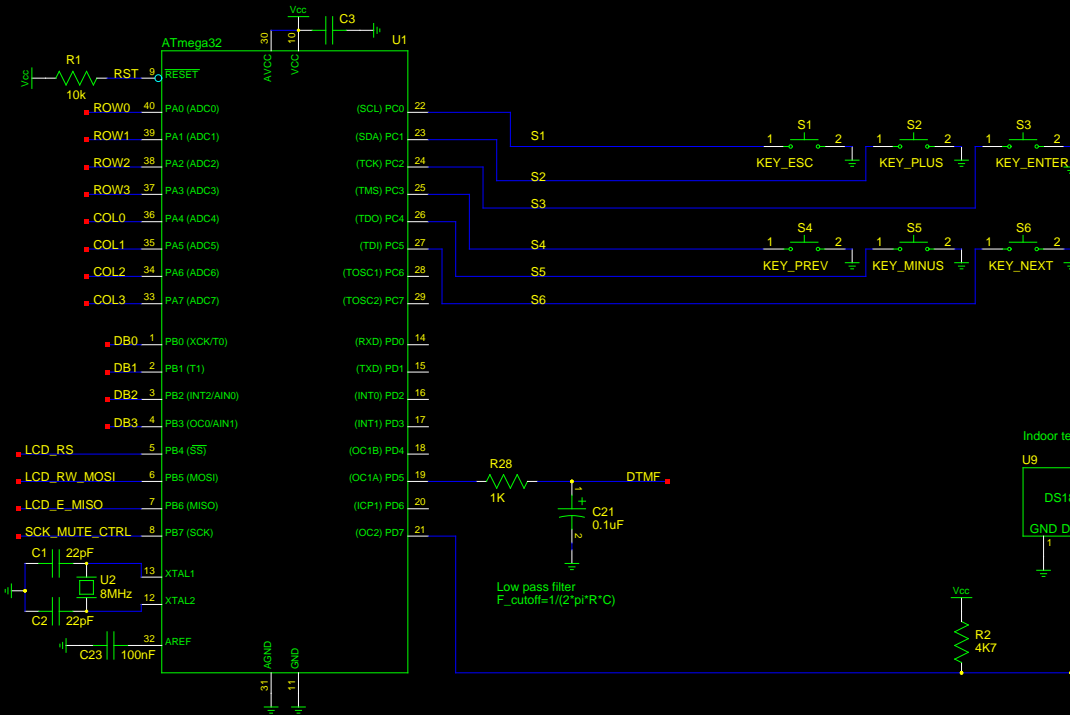 Vcc
C3
ATmega32
U1
30
10
AVCC
VCC
Vcc
R1
10k
RST
9
RESET
ROW0
40
PA0 (ADC0)
ROW1
39
PA1 (ADC1)
ROW2
38
PA2 (ADC2)
ROW3
37
PA3 (ADC3)
COL0
36
PA4 (ADC4)
COL1
35
PA5 (ADC5)
COL2
34
PA6 (ADC6)
COL3
33
PA7 (ADC7)
DB0
1
PB0 (XCK/T0)
DB1
2
PB1 (T1)
DB2
3
PB2 (INT2/AIN0)
DB3
4
PB3 (OC0/AIN1)
LCD_RS
5
PB4 (SS)
LCD_RW_MOSI
6
PB5 (MOSI)
LCD_E_MISO
7
PB6 (MISO)
SCK_MUTE_CTRL
8
PB7 (SCK)
C1
22pF
U2
8MHz
C2
22pF
13
XTAL1
12
XTAL2
C23
100nF
32
AREF
AGND
GND
31
11
(SCL) PC0
22
(SDA) PC1
23
(TCK) PC2
24
(TMS) PC3
25
(TDO) PC4
26
(TDI) PC5
27
(TOSC1) PC6
28
(TOSC2) PC7
29
(RXD) PD0
14
(TXD) PD1
15
(INT0) PD2
16
(INT1) PD3
17
(OC1B) PD4
18
(OC1A) PD5
19
(ICP1) PD6
20
(OC2) PD7
21
S1
S2
S3
S4
S5
S6
S1
1
2
KEY_ESC
S2
1
2
KEY_PLUS
S3
1
2
KEY_ENTER
S4
1
2
KEY_PREV
S5
1
2
KEY_MINUS
S6
1
2
KEY_NEXT
R28
1K
DTMF
1
+
C21
0.1uF
2
Low pass filter
F_cutoff=1/(2*pi*R*C)
Indoor te
U9
DS18
GND D
1
Vcc
R2
4K7